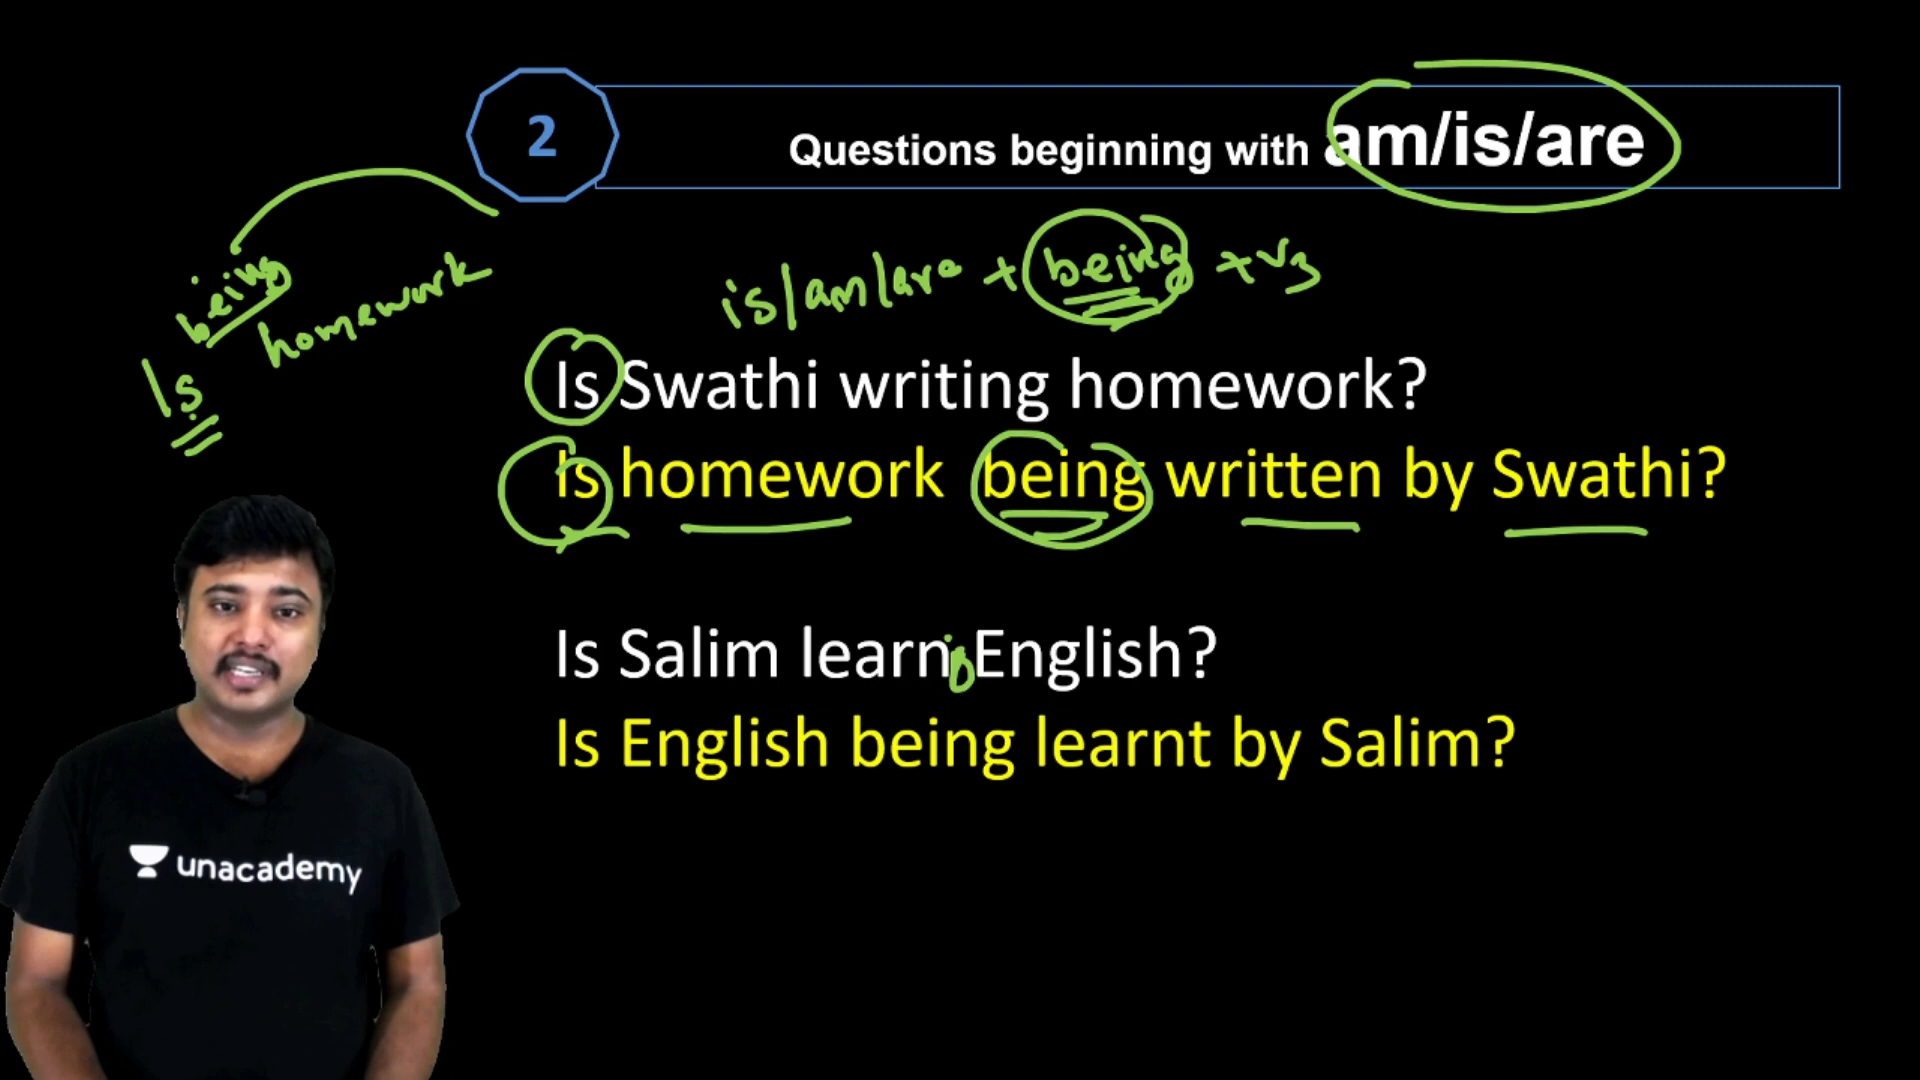 2
Questions beginning with am/is/are
is/am/are + being + v3
being
homework
Is
Is Swathi writing homework?
Is homework being written by Swathi?
Is Salim learn English?
Is English being learnt by Salim?
unacademy